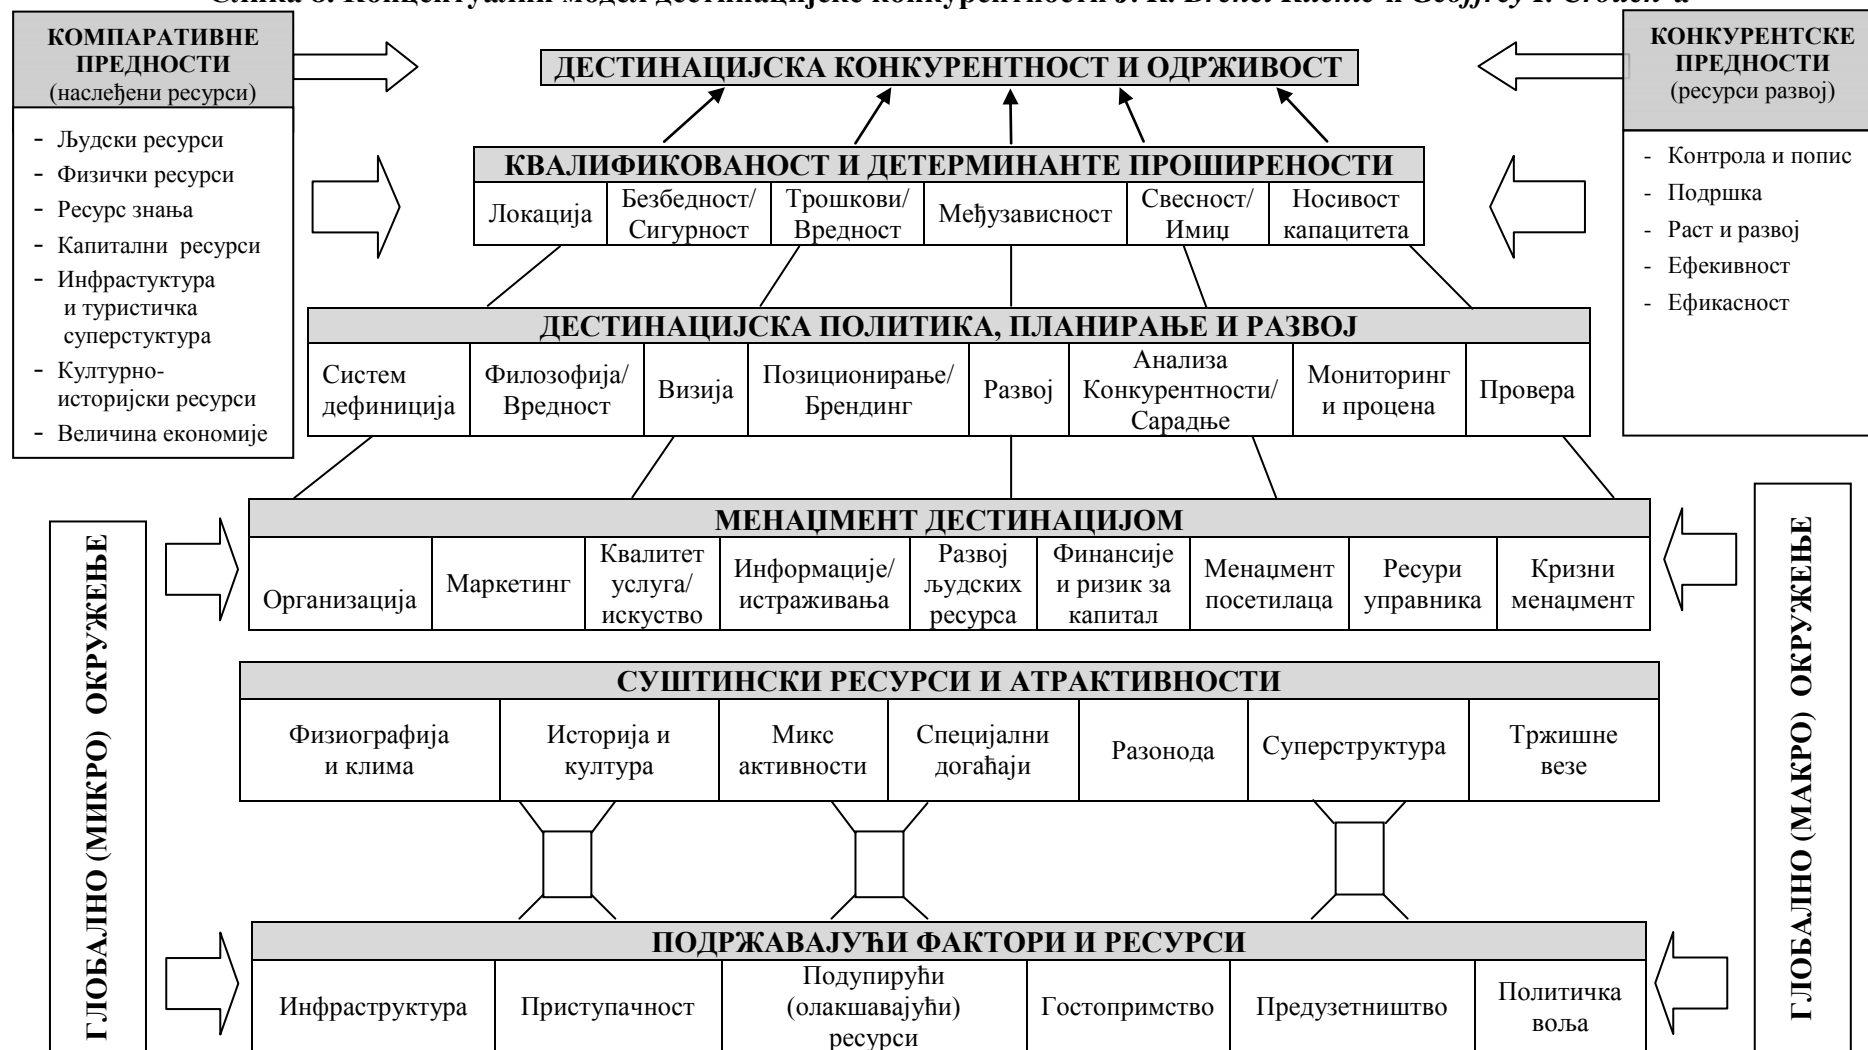 КОМПАРАТИВНЕ
ПРЕДНОСТИ
(наслеђени ресурси)
- Људски ресурси
- Физички ресурси
- Ресурс знања
- Капитални ресурси
- Инфрастуктура
и туристичка
суперстуктура
- Културно-
историјски ресурси
- Величина економије
ДЕСТИНАЦИЈСКА КОНКУРЕНТНОСТ И ОДРЖИВОСТ
КОНКУРЕНТСКЕ
ПРЕДНОСТИ
(ресурси развој)
- Контрола и попис
- Подршка
- Раст и развој
- Ефекивност
- Ефикасност
КВАЛИФИКОВАНОСТ И ДЕТЕРМИНАНТЕ ПРОШИРЕНОСТИ
Локација
Безбедност/
Сигурност
Трошкови/
Вредност
Међузависност
Свесност/
Имиџ
Носивост
капацитета
ДЕСТИНАЦИЈСКА ПОЛИТИКА, ПЛАНИРАЊЕ И РАЗВОЈ
Систем
дефиниција
Филозофија/
Вредност
Визија
Позиционирање/
Брендинг
Развој
Анализа
Конкурентности/
Сарадње
Мониторинг
и процена
Провера
МЕНАЏМЕНТ ДЕСТИНАЦИЈОМ
Организација
Маркетинг
Квалитет
услуга/
искуство
Информације/
истраживања
Развој
људских
ресурса
Финансије
и ризик за
капитал
Менаџмент
посетилаца
Ресури
управника
Кризни
менаџмент
СУШТИНСКИ РЕСУРСИ И АТРАКТИВНОСТИ
Физиографија
и клима
Историја и
култура
Микс
активности
Специјални
догађаји
Разонода
Суперструктура
Тржишне
везе
ПОДРЖАВАЈУЋИ ФАКТОРИ И РЕСУРСИ
Инфраструктура
Приступачност
Подупирући
(олакшавајући)
ресурси
Гостопримство
Предузетништво
Политичка
воља
ГЛОБАЛНО (МИКРО) ОКРУЖЕЊЕ
ГЛОБАЛНО (МАКРО) ОКРУЖЕЊЕ